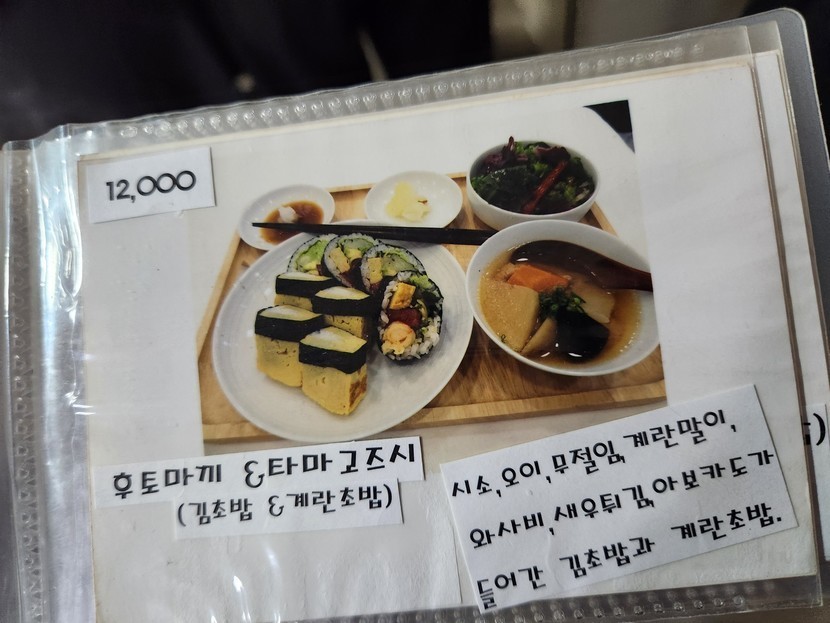 12,000
후토마끼 &타마고즈시
(김초밥 &계란초밥)
시소,오이,무절임,계란말이,
와사비,새우튀김,아보카도가
들어간 김초밥과 계란초밥.